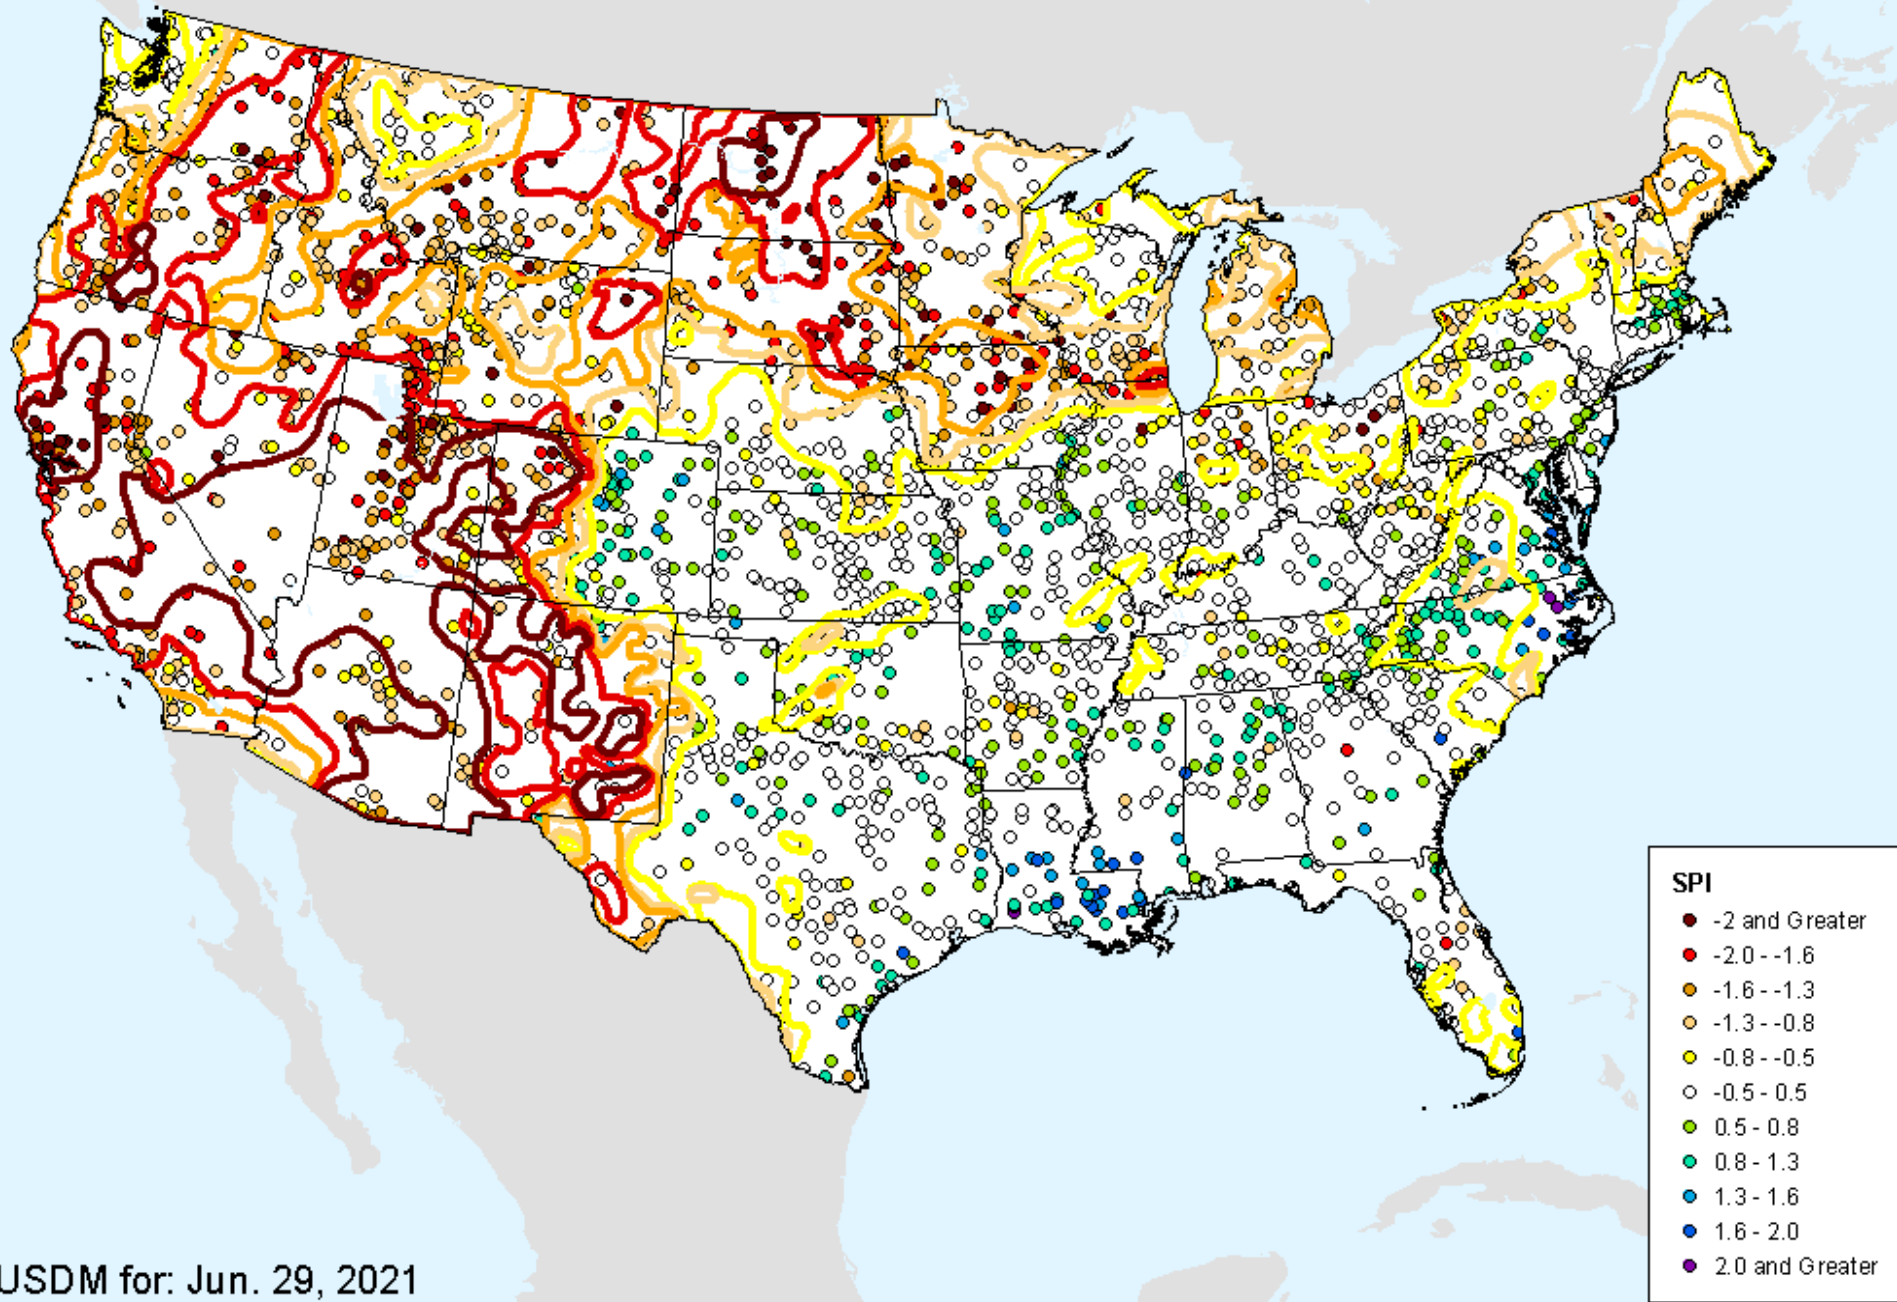 SPI
-2 and Greater
-2.0 - -1.6
-1.6 - -1.3
-1.3 - -0.8
-0.8 - -0.5
-0.5 - 0.5
0.5 - 0.8
0.8 - 1.3
1.3 - 1.6
1.6 - 2.0
2.0 and Greater
USDM for: Jun. 29, 2021